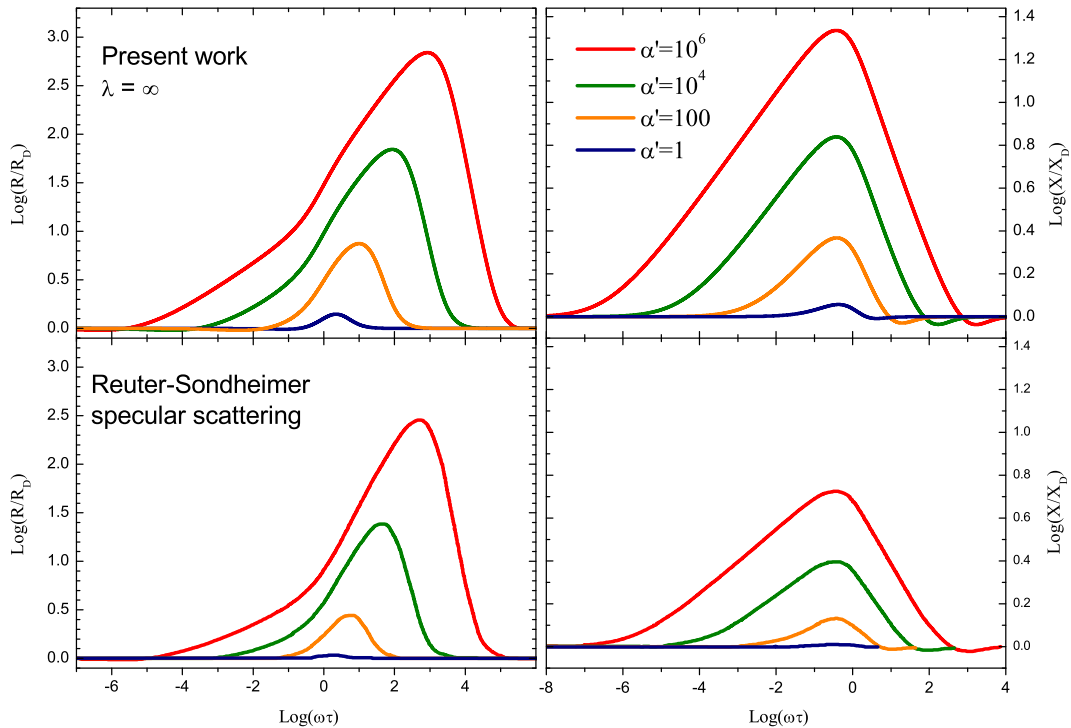 Present work
λ = ∞
Log(R/R_D)
3.0
2.5
2.0
1.5
1.0
0.5
0.0
α'=10^6
α'=10^4
α'=100
α'=1
Log(X/X_D)
1.4
1.2
1.0
0.8
0.6
0.4
0.2
0.0
Reuter-Sondheimer
specular scattering
Log(R/R_D)
3.0
2.5
2.0
1.5
1.0
0.5
0.0
-6 -4 -2 0 2 4
Log(ωτ)
Log(X/X_D)
1.4
1.2
1.0
0.8
0.6
0.4
0.2
0.0
-8 -6 -4 -2 0 2 4
Log(ωτ)